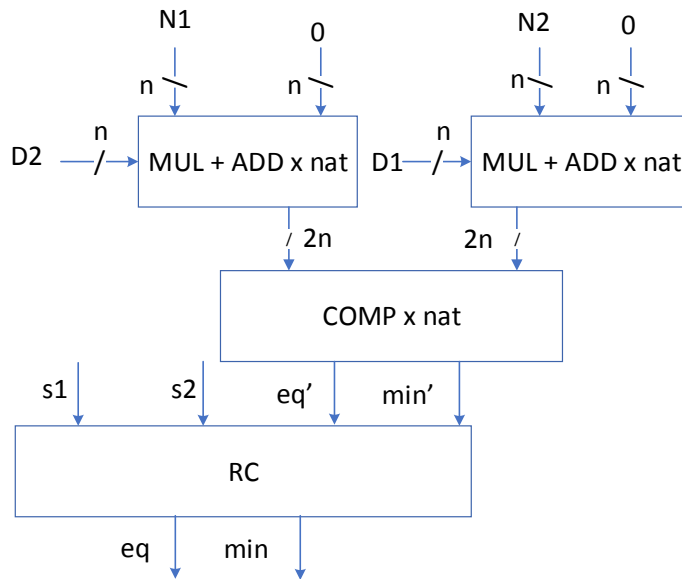 N1 0 N2 0
n n n n
D2 n MUL + ADD x nat D1 n MUL + ADD x nat
2n 2n
COMP x nat
s1 s2 eq’ min’
RC
eq min